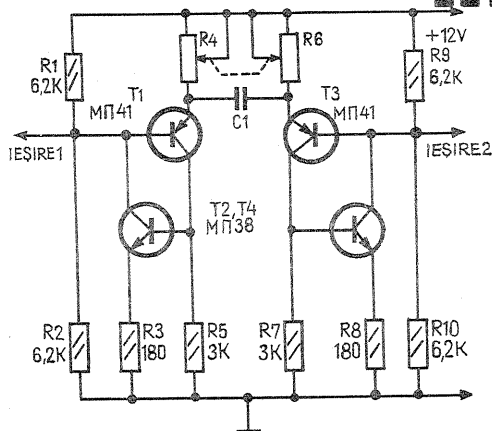 R4
R6
+12V
R1
6,2K
R9
6,2K
T1
МП41
T3
МП41
C1
IEȘIRE1
IEȘIRE2
T2,T4
МП38
R2
6,2K
R3
180
R5
3K
R7
3K
R8
180
R10
6,2K